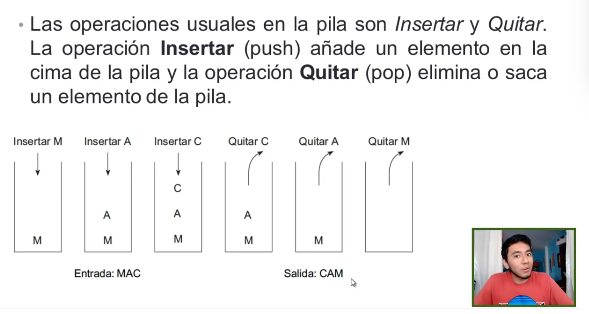 • Las operaciones usuales en la pila son Insertar y Quitar.
La operación Insertar (push) añade un elemento en la
cima de la pila y la operación Quitar (pop) elimina o saca
un elemento de la pila.
Insertar M Insertar A Insertar C Quitar C Quitar A Quitar M
C
A A A
M M M M M
Entrada: MAC Salida: CAM